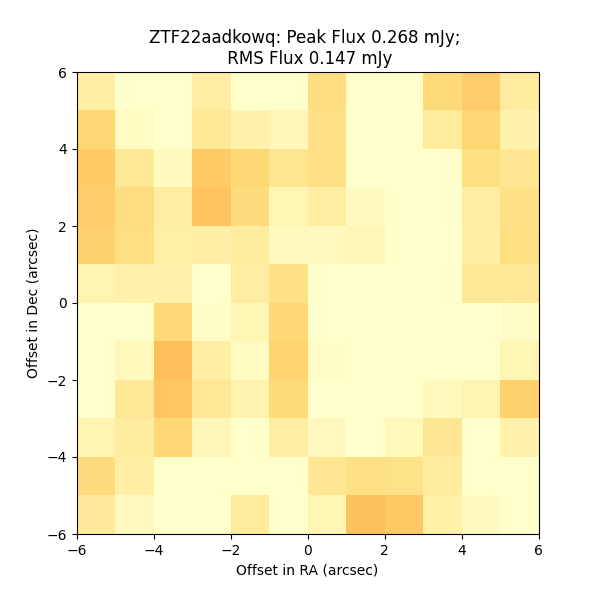 ZTF22aadkowq: Peak Flux 0.268 mJy;
RMS Flux 0.147 mJy
6
4
2
0
−2
−4
−6
Offset in Dec (arcsec)
−6 −4 −2 0 2 4 6
Offset in RA (arcsec)